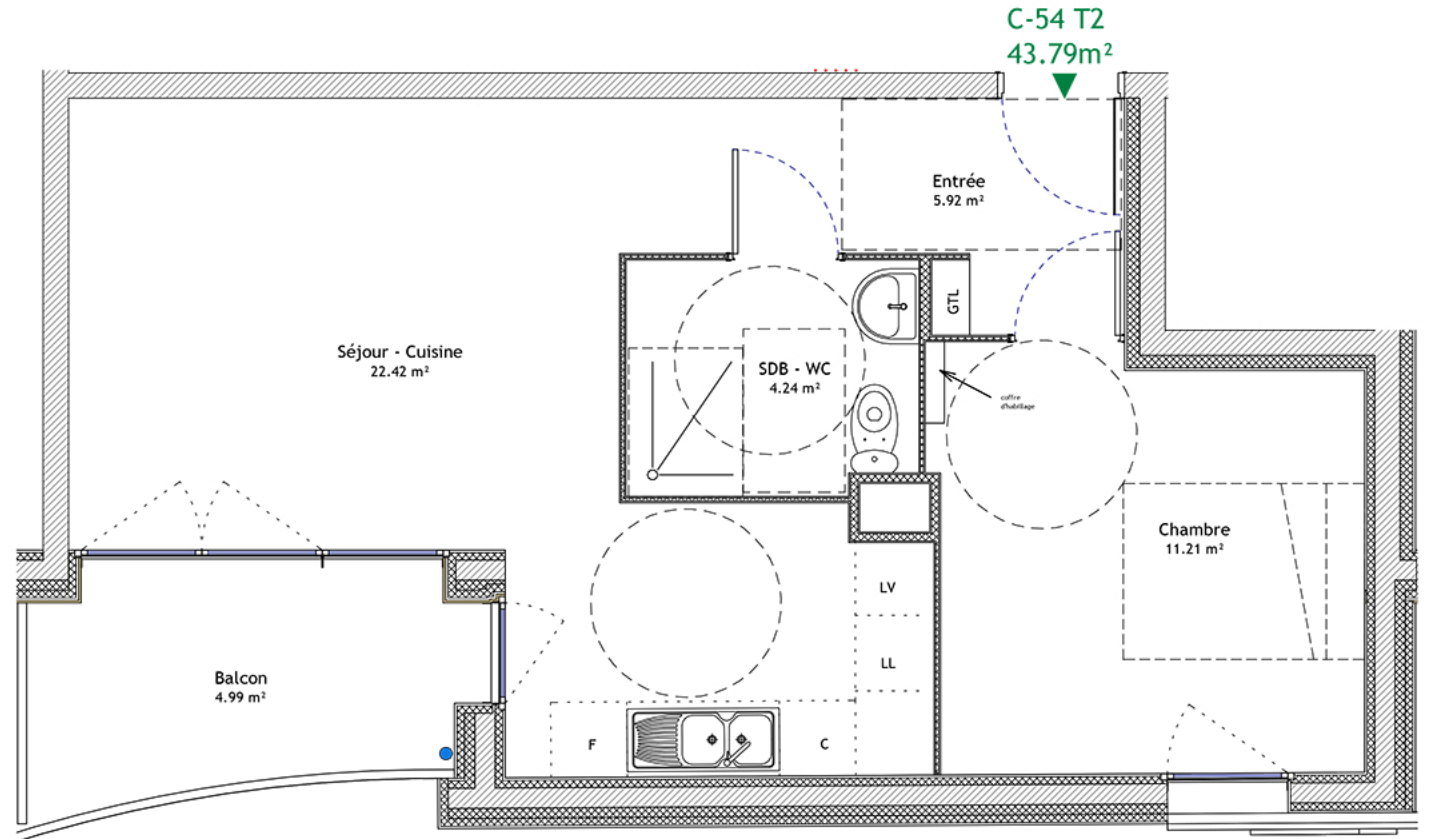 C-54 T2
43.79m²
Entrée
5.92 m²
GTL
Séjour - Cuisine
22.42 m²
SDB - WC
4.24 m²
coffre
d'habillage
Chambre
11.21 m²
LV
LL
Balcon
4.99 m²
F
C